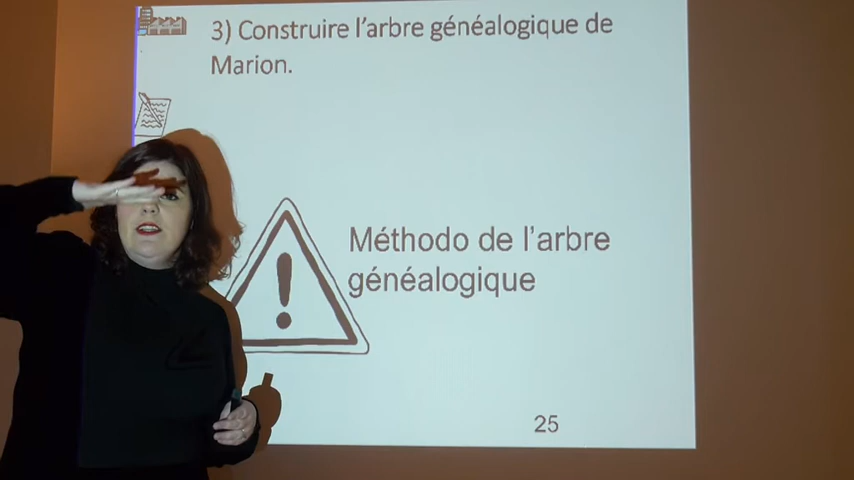 3) Construire l'arbre généalogique de
Marion.
Méthodo de l'arbre
généalogique
25